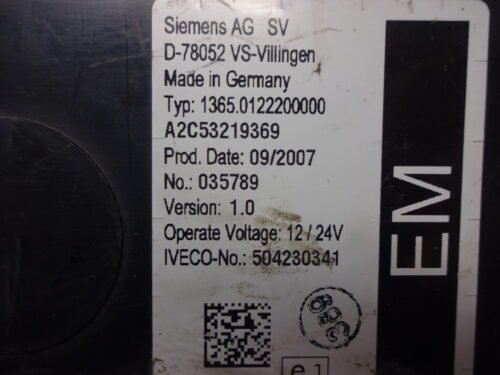 Siemens AG SV
D-78052 VS-Villingen
Made in Germany
Typ: 1365.0122200000
A2C53219369
Prod. Date: 09/2007
No.: 035789
Version: 1.0
Operate Voltage: 12 / 24V
IVECO-No.: 504230341
EM
e1